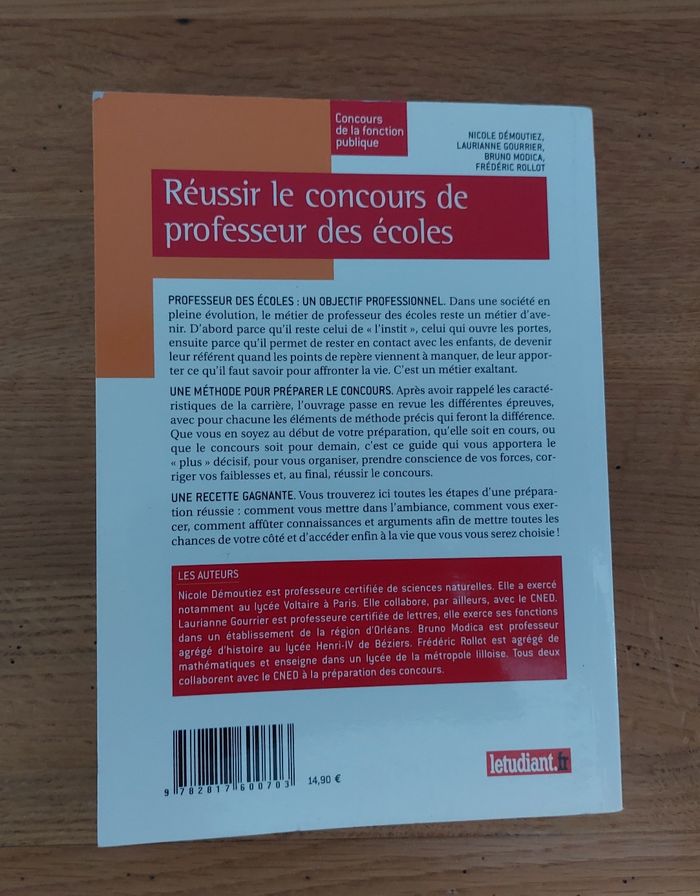 Concours
de la fonction
publique
NICOLE DÉMOUTIEZ,
LAURIANNE GOURRIER,
BRUNO MODICA,
FRÉDÉRIC ROLLOT
Réussir le concours de
professeur des écoles
PROFESSEUR DES ÉCOLES : UN OBJECTIF PROFESSIONNEL. Dans une société en
pleine évolution, le métier de professeur des écoles reste un métier d'ave-
nir. D'abord parce qu'il reste celui de « l'instit », celui qui ouvre les portes,
ensuite parce qu'il permet de rester en contact avec les enfants, de devenir
leur référent quand les points de repère viennent à manquer, de leur appor-
ter ce qu'il faut savoir pour affronter la vie. C'est un métier exaltant.
UNE MÉTHODE POUR PRÉPARER LE CONCOURS. Après avoir rappelé les caracté-
ristiques de la carrière, l'ouvrage passe en revue les différentes épreuves,
avec pour chacune les éléments de méthode précis qui feront la différence.
Que vous en soyez au début de votre préparation, qu'elle soit en cours, ou
que le concours soit pour demain, c'est ce guide qui vous apportera le
« plus » décisif, pour vous organiser, prendre conscience de vos forces, cor-
riger vos faiblesses et, au final, réussir le concours.
UNE RECETTE GAGNANTE. Vous trouverez ici toutes les étapes d'une prépara-
tion réussie : comment vous mettre dans l'ambiance, comment vous exer-
cer, comment affûter connaissances et arguments afin de mettre toutes les
chances de votre côté et d'accéder enfin à la vie que vous vous serez choisie !
LES AUTEURS
Nicole Démoutiez est professeure certifiée de sciences naturelles. Elle a exercé
notamment au lycée Voltaire à Paris. Elle collabore, par ailleurs, avec le CNED.
Laurianne Gourrier est professeure certifiée de lettres, elle exerce ses fonctions
dans un établissement de la région d'Orléans. Bruno Modica est professeur
agrégé d'histoire au lycée Henri-IV de Béziers. Frédéric Rollot est agrégé de
mathématiques et enseigne dans un lycée de la métropole lilloise. Tous deux
collaborent avec le CNED à la préparation des concours.
9 782817 600703
14,90 €
letudiant.fr